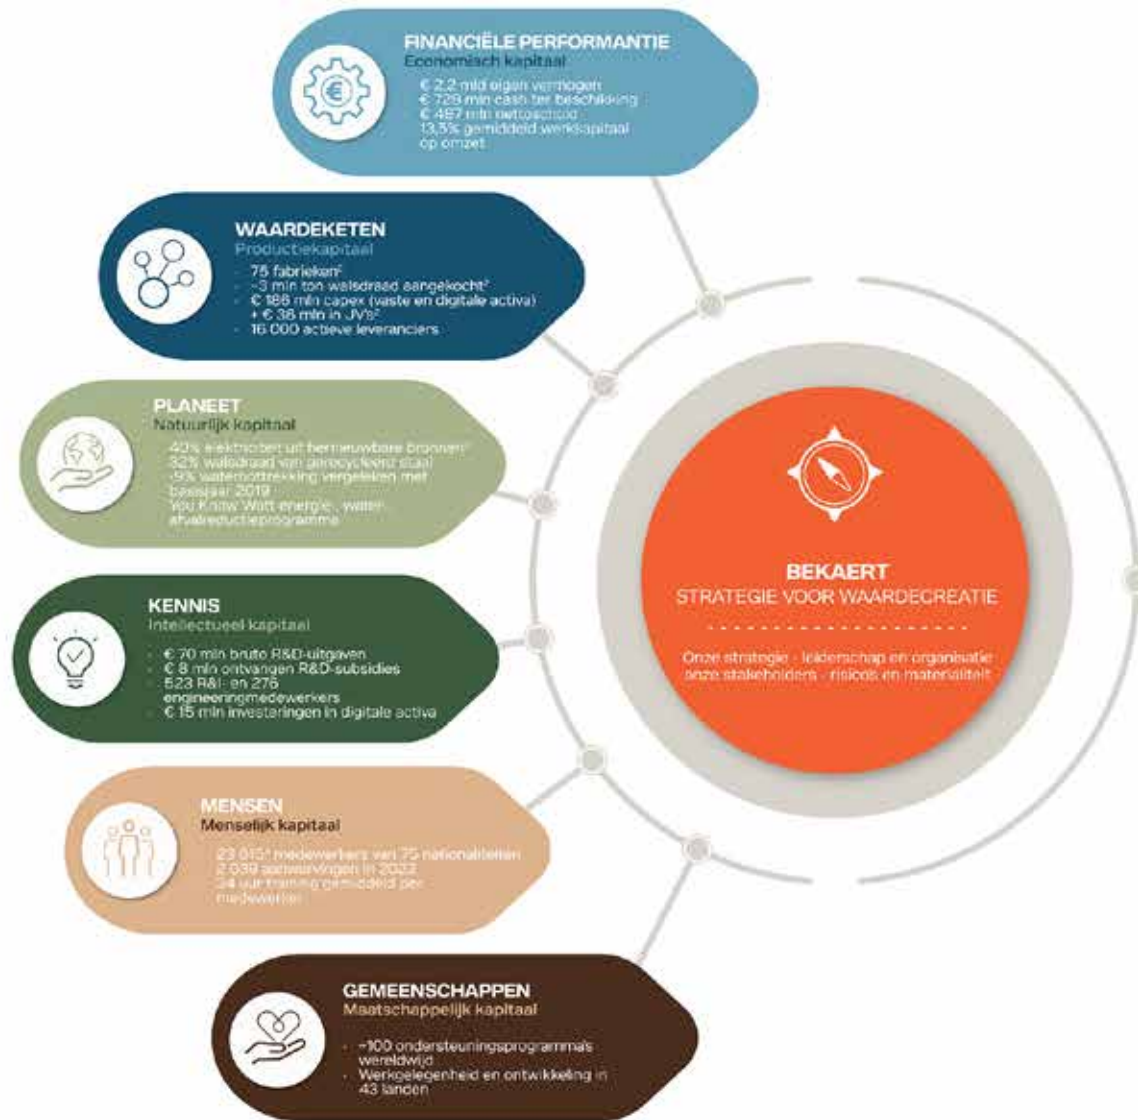 FINANCIËLE PERFORMANTIE
Economisch kapitaal
€ 2,2 mld eigen vermogen
€ 729 mln cash ter beschikking
€ 487 mln nettoschuld
13,5% gemiddeld werkkapitaal
op omzet
WAARDEKETEN
Productiekapitaal
75 fabrieken²
~3 mln ton walsdraad aangekocht²
€ 186 mln capex (vaste en digitale activa)
+ € 36 mln in JV's²
16 000 actieve leveranciers
PLANEET
Natuurlijk kapitaal
40% elektriciteit uit hernieuwbare bronnen
32% walsdraad van gerecycleerd staal
-9% wateronttrekking vergeleken met
basisjaar 2019
You Know Watt energie-, water-
afvalreductieprogramma
KENNIS
Intellectueel kapitaal
€ 70 mln bruto R&D-uitgaven
€ 8 mln ontvangen R&D-subsidies
523 R&I- en 276
engineeringmedewerkers
€ 15 mln investeringen in digitale activa
MENSEN
Menselijk kapitaal
medewerkers van 75 nationaliteiten
aanwervingen in
34 uur training gemiddeld per
medewerker
GEMEENSCHAPPEN
Maatschappelijk kapitaal
~100 ondersteuningsprogramma's
wereldwijd
Werkgelegenheid en ontwikkeling in
43 landen
BEKAERT
STRATEGIE VOOR WAARDECREATIE
Onze strategie - leiderschap en organisatie
onze stakeholders - risico's en materialiteit